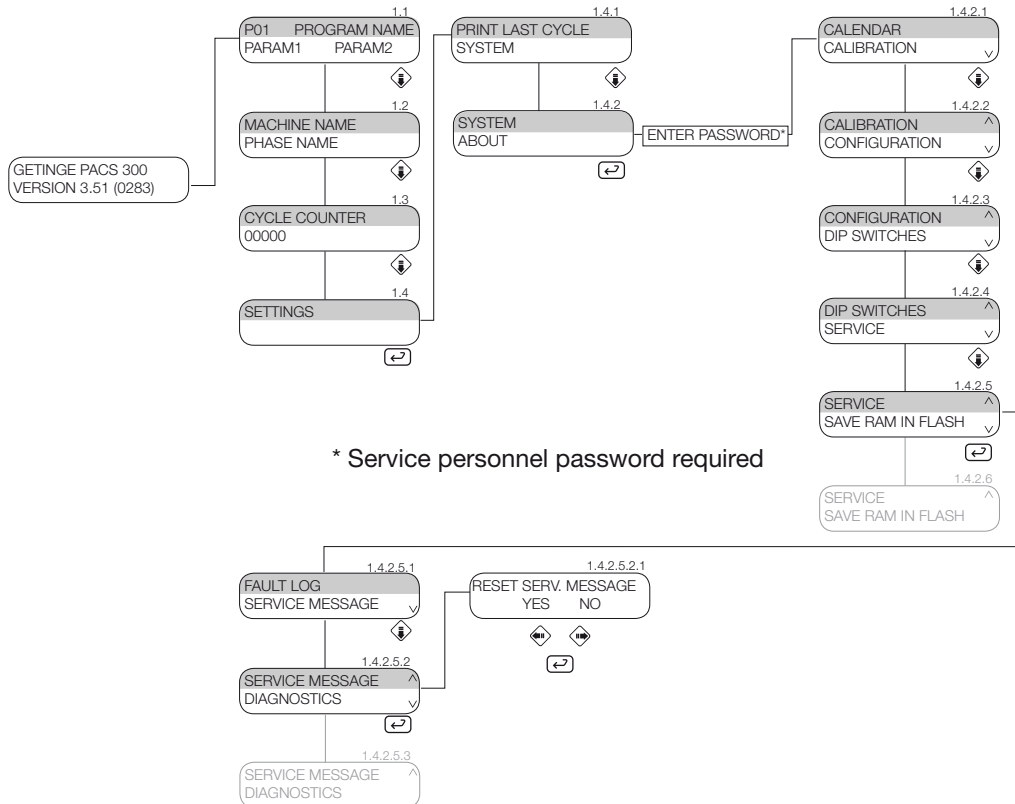 GETINGE PACS 300
VERSION 3.51 (0283)
1.1
P01 PROGRAM NAME
PARAM1 PARAM2
1.2
MACHINE NAME
PHASE NAME
1.3
CYCLE COUNTER
00000
1.4
SETTINGS
1.4.1
PRINT LAST CYCLE
SYSTEM
1.4.2
SYSTEM
ABOUT
ENTER PASSWORD*
1.4.2.1
CALENDAR
CALIBRATION
1.4.2.2
CALIBRATION
CONFIGURATION
1.4.2.3
CONFIGURATION
DIP SWITCHES
1.4.2.4
DIP SWITCHES
SERVICE
1.4.2.5
SERVICE
SAVE RAM IN FLASH
1.4.2.6
SERVICE
SAVE RAM IN FLASH
* Service personnel password required
1.4.2.5.1
FAULT LOG
SERVICE MESSAGE
1.4.2.5.2
SERVICE MESSAGE
DIAGNOSTICS
1.4.2.5.3
SERVICE MESSAGE
DIAGNOSTICS
1.4.2.5.2.1
RESET SERV. MESSAGE
YES NO